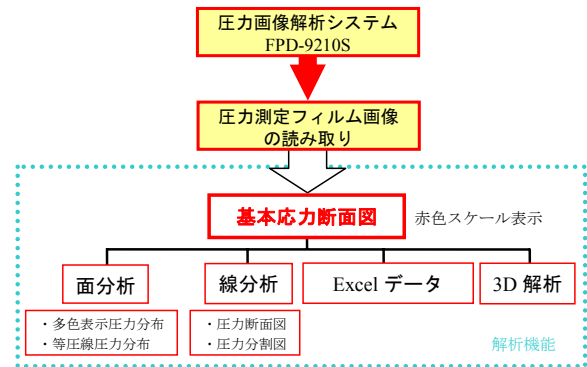 圧力画像解析システム
FPD-9210S
圧力測定フィルム画像
の読み取り
基本応力断面図
赤色スケール表示
面分析
線分析
Excel データ
3D 解析
・多色表示圧力分布
・等圧線圧力分布
・圧力断面図
・圧力分割図
解析機能